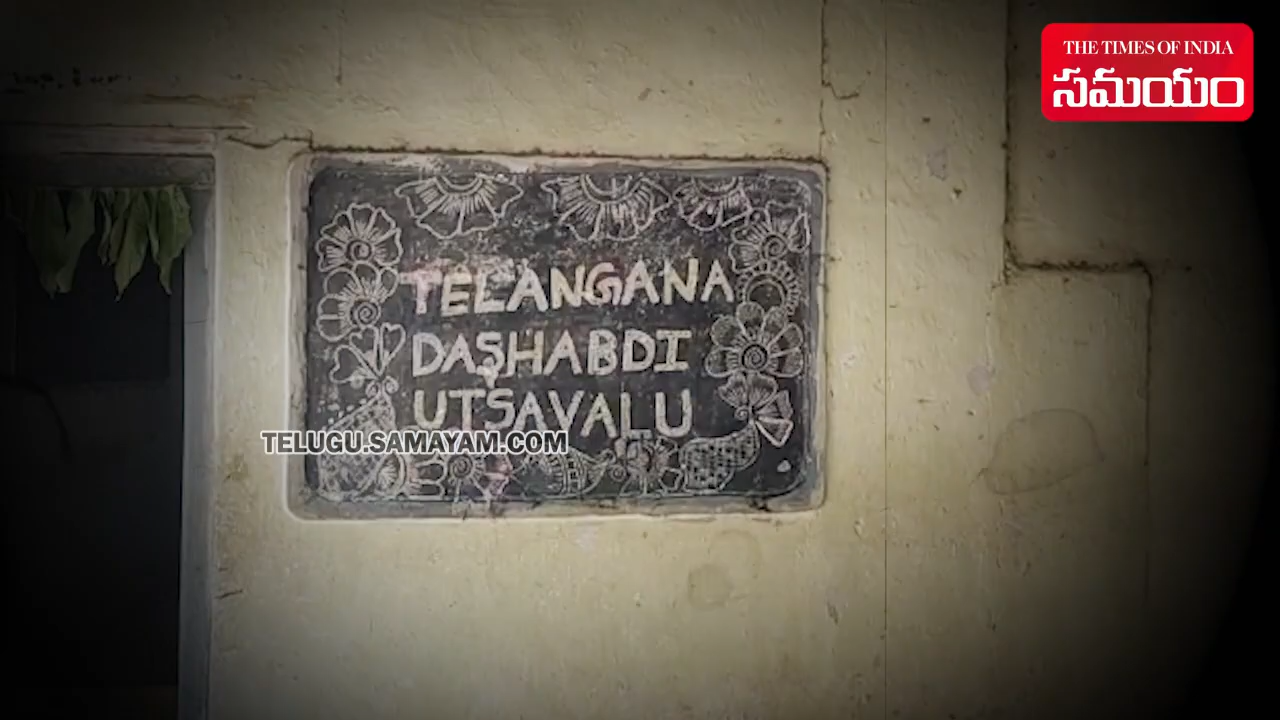 THE TIMES OF INDIA
సమయం
TELANGANA
DASHABDI
UTSAVALU
TELUGU.SAMAYAM.COM